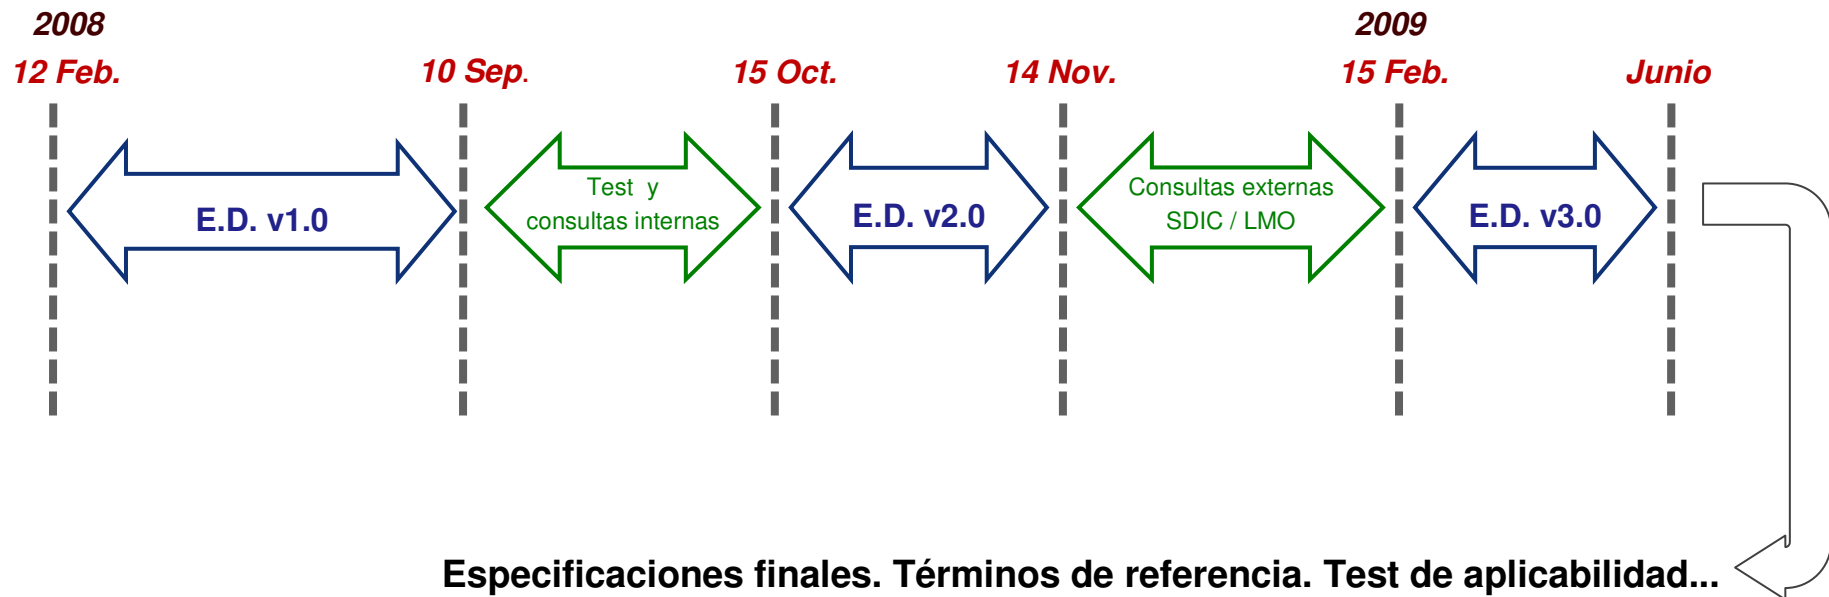 2008 2009
12 Feb. 10 Sep. 15 Oct. 14 Nov. 15 Feb. Junio
E.D. v1.0
Test y
consultas internas
E.D. v2.0
Consultas externas
SDIC / LMO
E.D. v3.0
Especificaciones finales. Términos de referencia. Test de aplicabilidad...